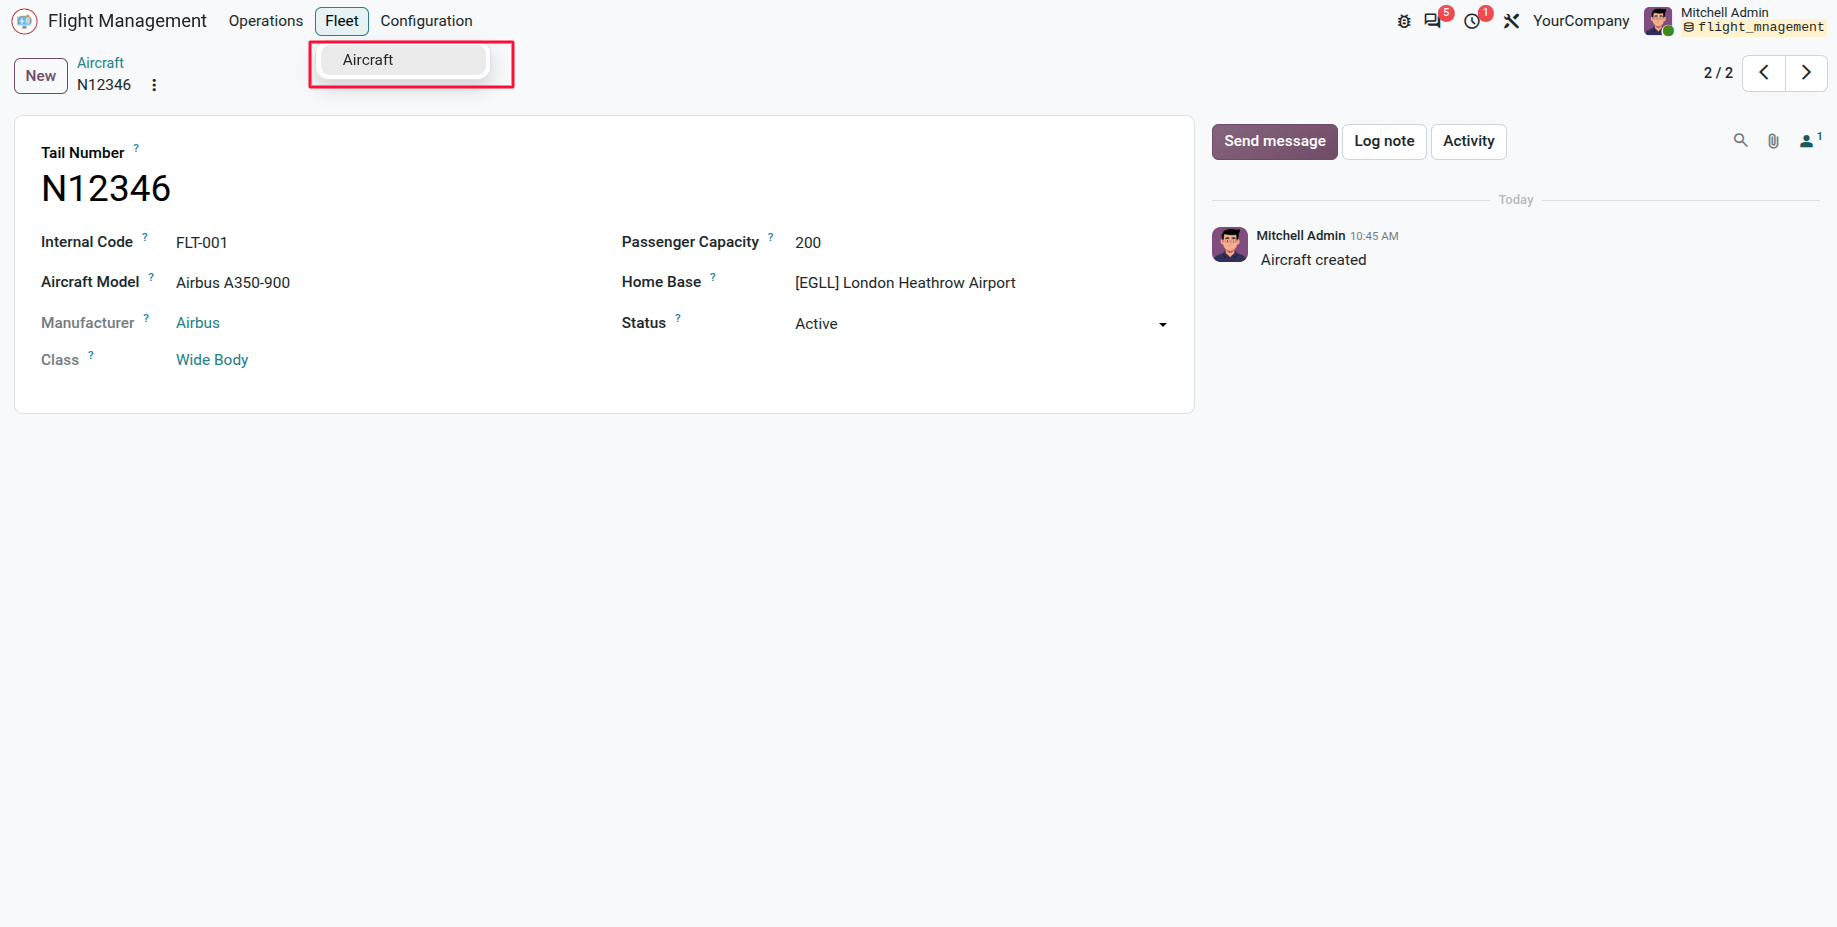 Flight Management Operations Fleet Configuration 5 1 YourCompany Mitchell Admin
flight_mnagement
Aircraft
New Aircraft
N12346
2 / 2
Tail Number ?
N12346
Internal Code ? FLT-001
Passenger Capacity ? 200
Aircraft Model ? Airbus A350-900
Home Base ? [EGLL] London Heathrow Airport
Manufacturer ? Airbus
Status ? Active
Class ? Wide Body
Send message Log note Activity 1
Today
Mitchell Admin 10:45 AM
Aircraft created